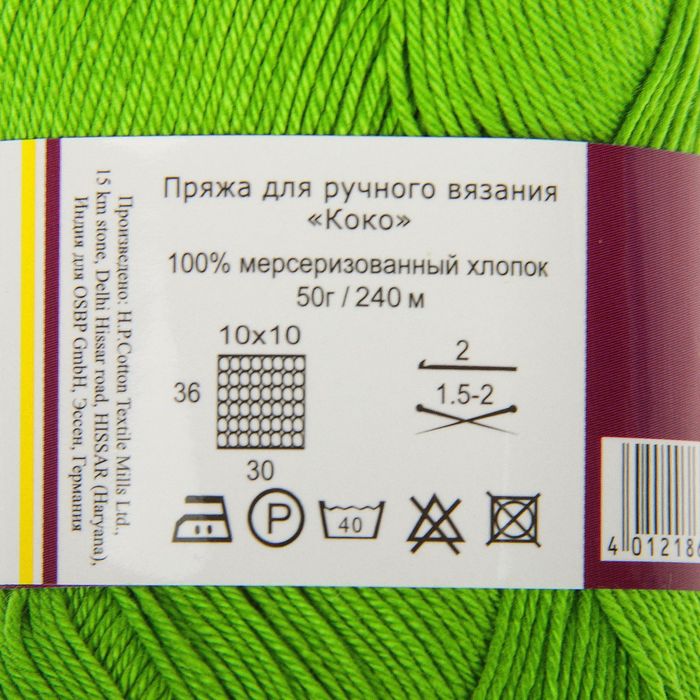 Пряжа для ручного вязания
«Коко»
100% мерсеризованный хлопок
50г / 240 м
10x10
36
30
2
1.5-2
P
40
Произведено: H.P.Cotton Textile Mills Ltd.,
15 km stone, Delhi Hissar road, HISSAR (Haryana),
Индия для OSBP GmbH, Эссен, Германия
4 012186